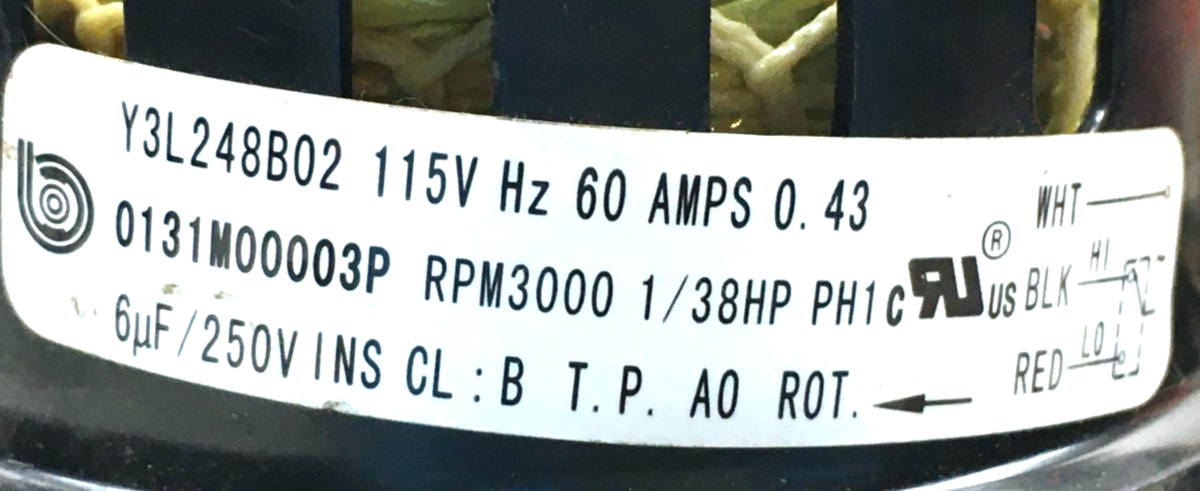 Y3L248B02 115V Hz 60 AMPS 0.43
0131M00003P RPM3000 1/38HP PH1
6µF/250V INS CL:B T.P. AO ROT.
c RU ® US
WHT
HI
BLK
LO
RED